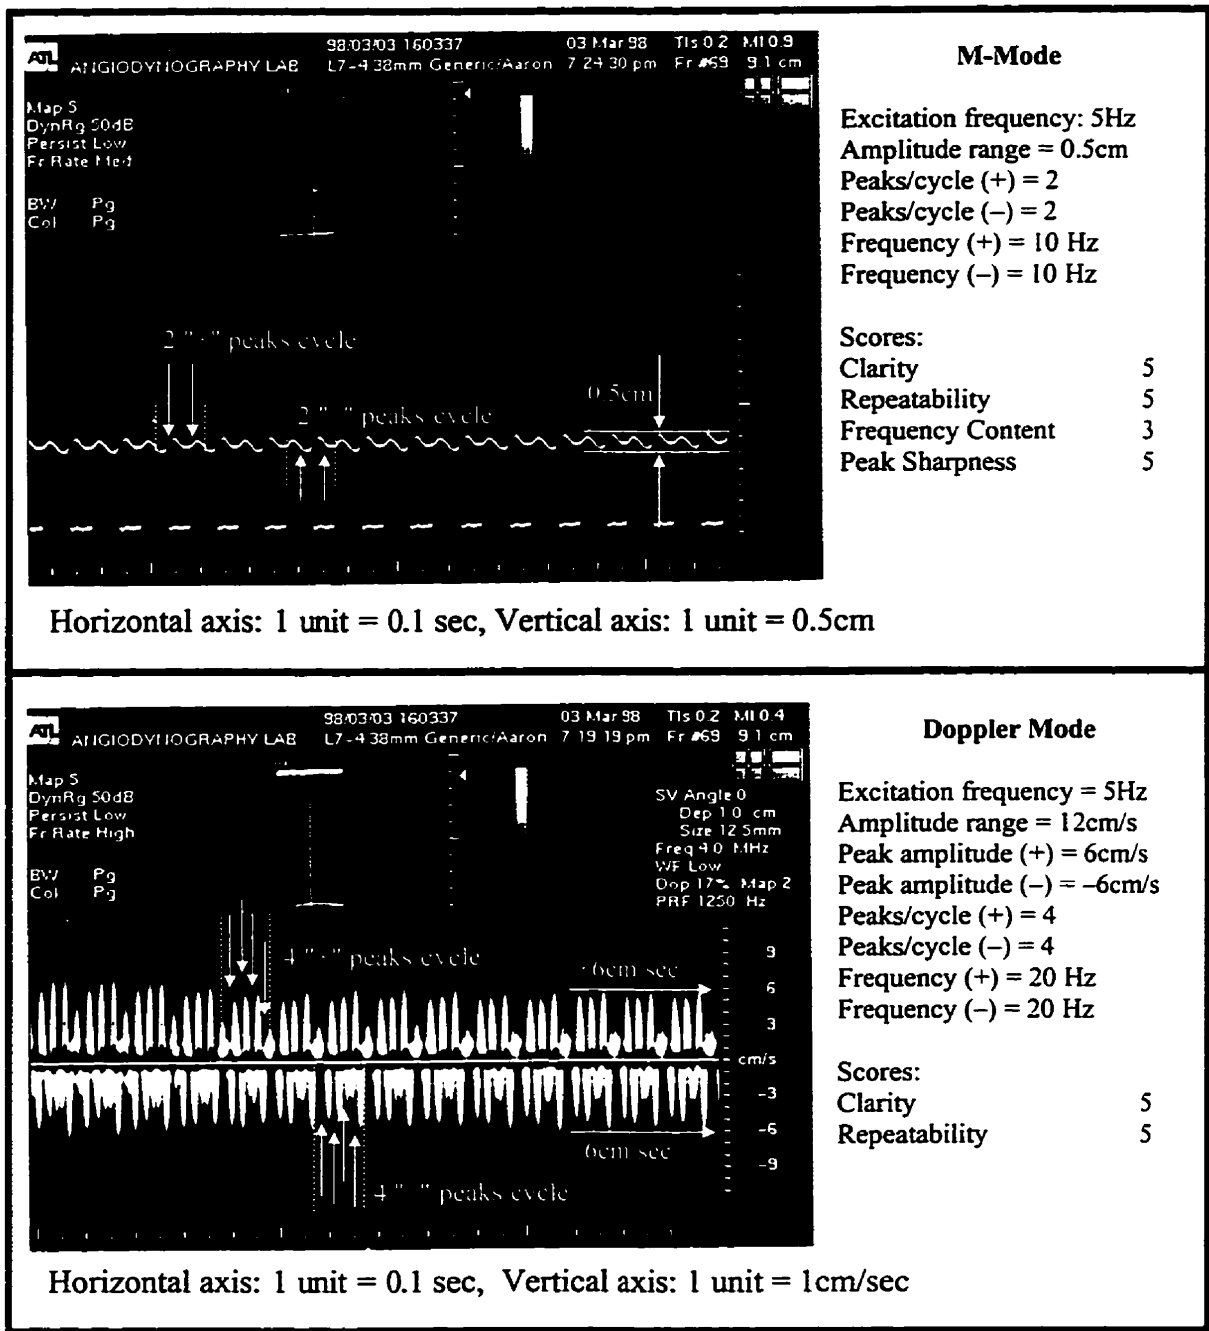 98/03/03 160337 03 Mar 98 TIs 0.2 MI 0.9
ATL ANGIODYNOGRAPHY LAB L7-4 38mm Generic/Aaron 7 24 30 pm Fr #69 9.1 cm
Map 5
DynRg 50dB
Persist Low
Fr Rate Med
BW Pg
Col Pg
2 "+" peaks cycle
2 "-" peaks cycle
0.5cm
M-Mode
Excitation frequency: 5Hz
Amplitude range = 0.5cm
Peaks/cycle (+) = 2
Peaks/cycle (–) = 2
Frequency (+) = 10 Hz
Frequency (–) = 10 Hz
Scores:
Clarity 5
Repeatability 5
Frequency Content 3
Peak Sharpness 5
Horizontal axis: 1 unit = 0.1 sec, Vertical axis: 1 unit = 0.5cm
98/03/03 160337 03 Mar 98 TIs 0.2 MI 0.4
ATL ANGIODYNOGRAPHY LAB L7-4 38mm Generic/Aaron 7 19 19 pm Fr #69 9.1 cm
Map 5
DynRg 50dB
Persist Low
Fr Rate High
BW Pg
Col Pg
SV Angle 0
Dep 1.0 cm
Size 12.5mm
Freq 4.0 MHz
WF Low
Dop 17% Map 2
PRF 1250 Hz
4 "+" peaks cycle
+6cm sec
9
6
3
cm/s
-3
-6
-9
6cm sec
4 "-" peaks cycle
Doppler Mode
Excitation frequency = 5Hz
Amplitude range = 12cm/s
Peak amplitude (+) = 6cm/s
Peak amplitude (–) = –6cm/s
Peaks/cycle (+) = 4
Peaks/cycle (–) = 4
Frequency (+) = 20 Hz
Frequency (–) = 20 Hz
Scores:
Clarity 5
Repeatability 5
Horizontal axis: 1 unit = 0.1 sec, Vertical axis: 1 unit = 1cm/sec